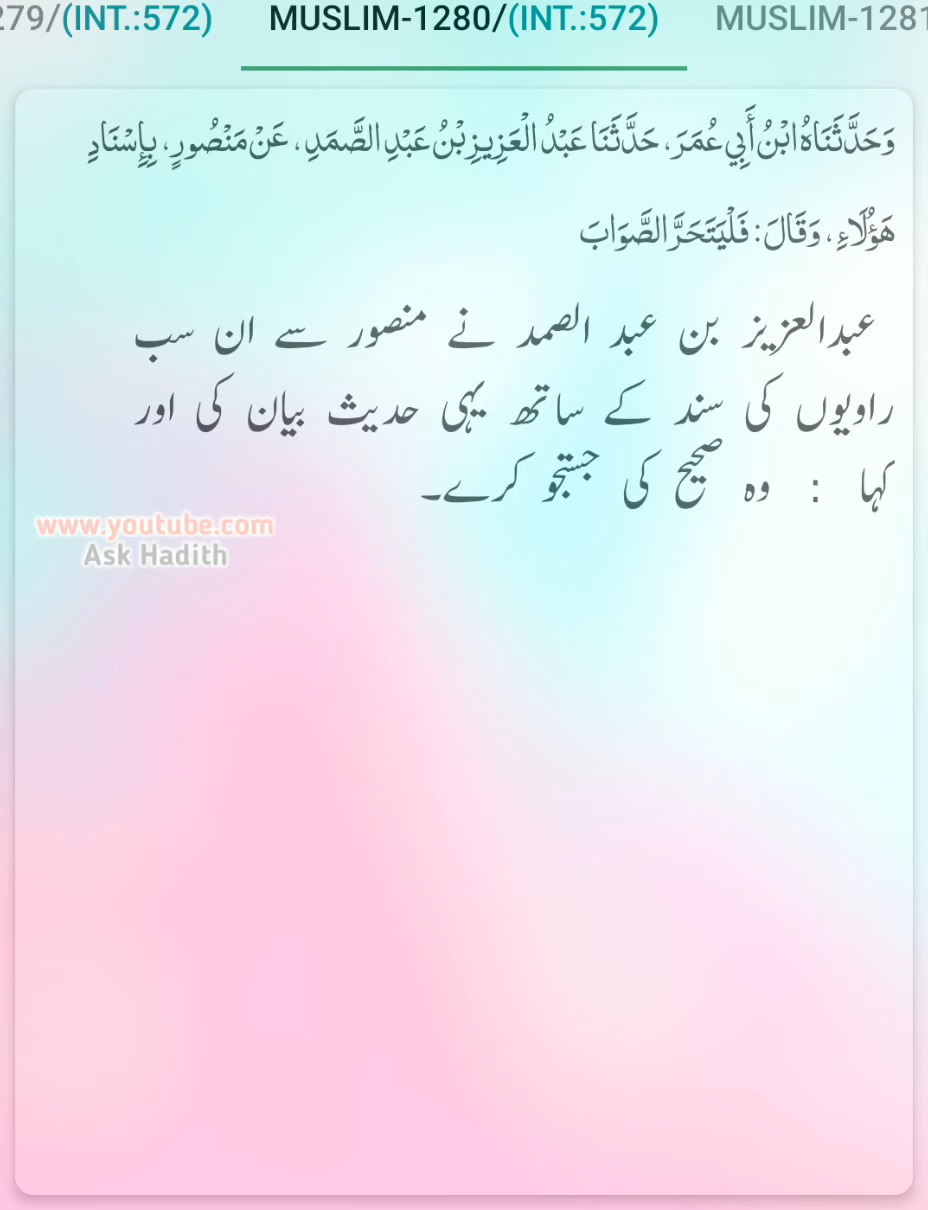 279/(INT.:572) MUSLIM-1280/(INT.:572) MUSLIM-1281
وَحَدَّثَنَاهُ ابْنُ أَبِي عُمَرَ، حَدَّثَنَا عَبْدُ الْعَزِيزِ بْنُ عَبْدِ الصَّمَدِ، عَنْ مَنْصُورٍ، بِإِسْنَادِ
هَؤُلَاءِ، وَقَالَ: فَلْيَتَحَرَّ الصَّوَابَ
عبدالعزیز بن عبد الصمد نے منصور سے ان سب
راویوں کی سند کے ساتھ یہی حدیث بیان کی اور
کہا : وہ صحیح کی جستجو کرے۔
www.youtube.com
Ask Hadith